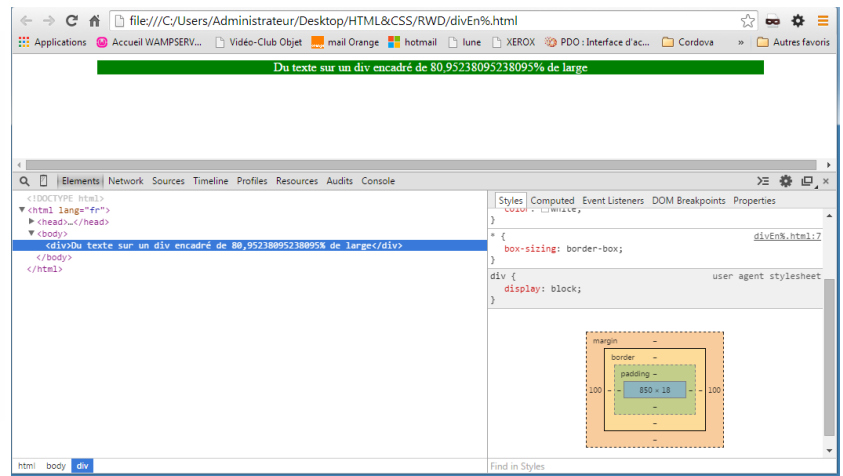 file:///C:/Users/Administrateur/Desktop/HTML&CSS/RWD/divEn%.html
Applications Accueil WAMPSERV... Vidéo-Club Objet mail Orange hotmail lune XEROX PDO : Interface d'ac... Cordova » Autres favoris
Du texte sur un div encadré de 80,95238095238095% de large
Elements Network Sources Timeline Profiles Resources Audits Console
<!DOCTYPE html>
▼<html lang="fr">
▶<head>…</head>
▼<body>
<div>Du texte sur un div encadré de 80,95238095238095% de large</div>
</body>
</html>
html body div
Styles Computed Event Listeners DOM Breakpoints Properties
color: white;
}
* { divEn%.html:7
box-sizing: border-box;
}
div { user agent stylesheet
display: block;
}
margin -
border -
padding -
100 - - 850 × 18 - - 100
-
-
-
Find in Styles